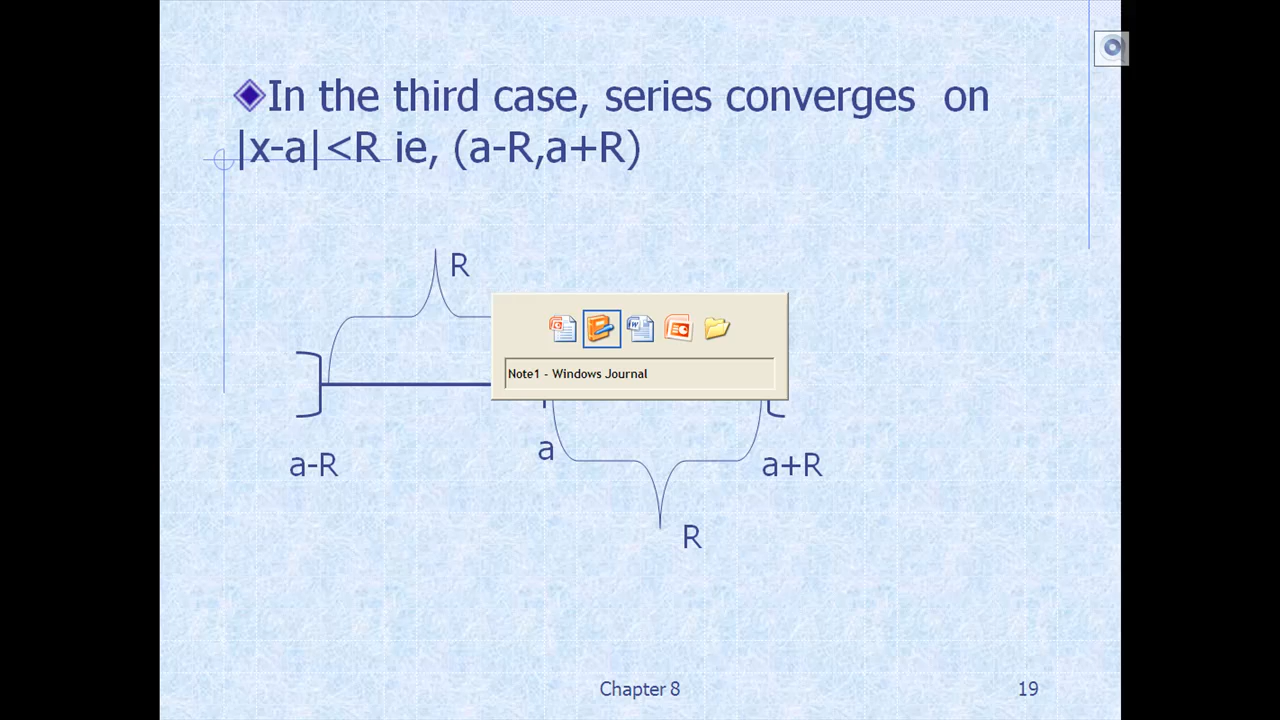 In the third case, series converges on
|x-a|<R ie, (a-R,a+R)
R
Note1 - Windows Journal
a-R
a
a+R
R
Chapter 8
19